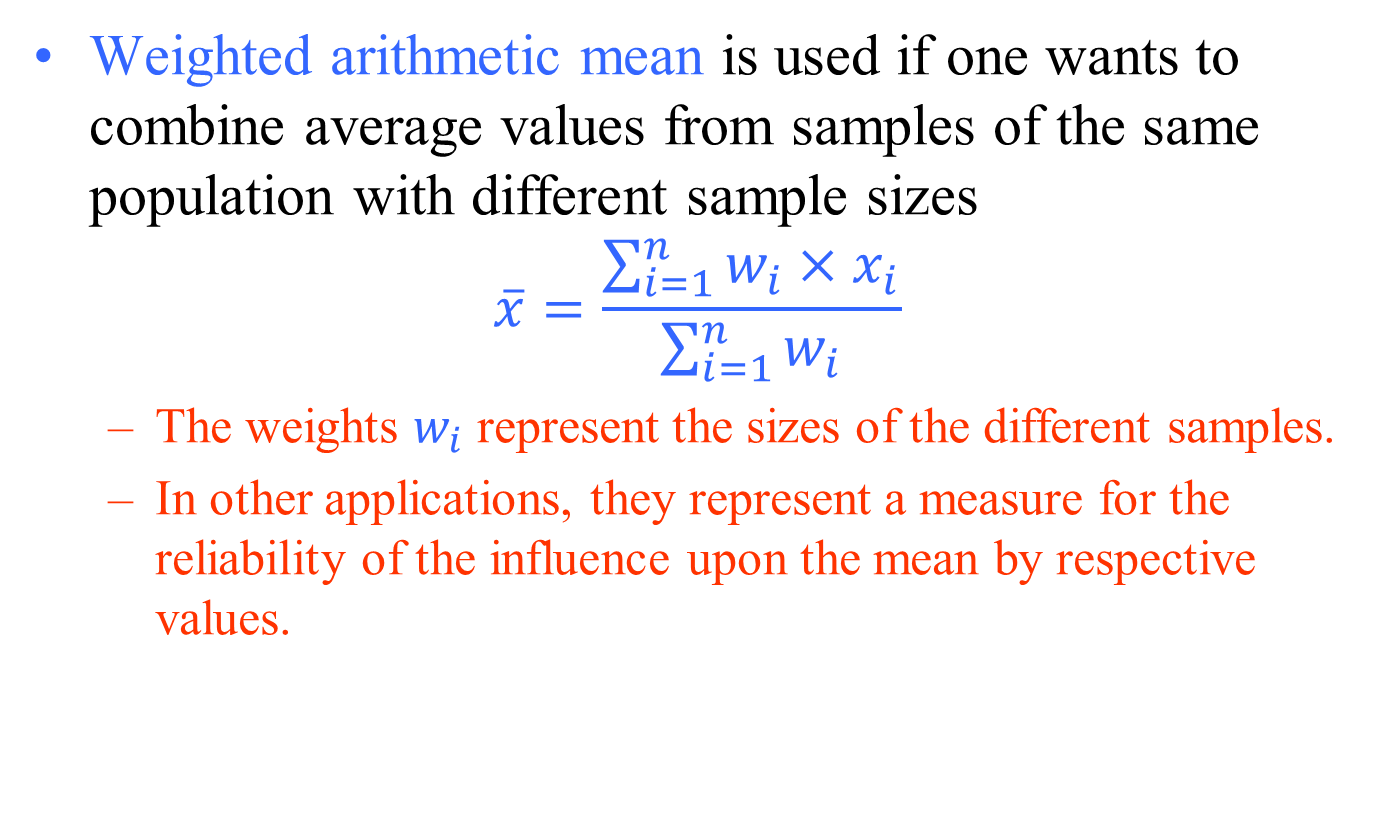 • Weighted arithmetic mean is used if one wants to
combine average values from samples of the same
population with different sample sizes
x̄ = (∑ⁿᵢ₌₁ wᵢ × xᵢ) / (∑ⁿᵢ₌₁ wᵢ)
– The weights wᵢ represent the sizes of the different samples.
– In other applications, they represent a measure for the
reliability of the influence upon the mean by respective
values.